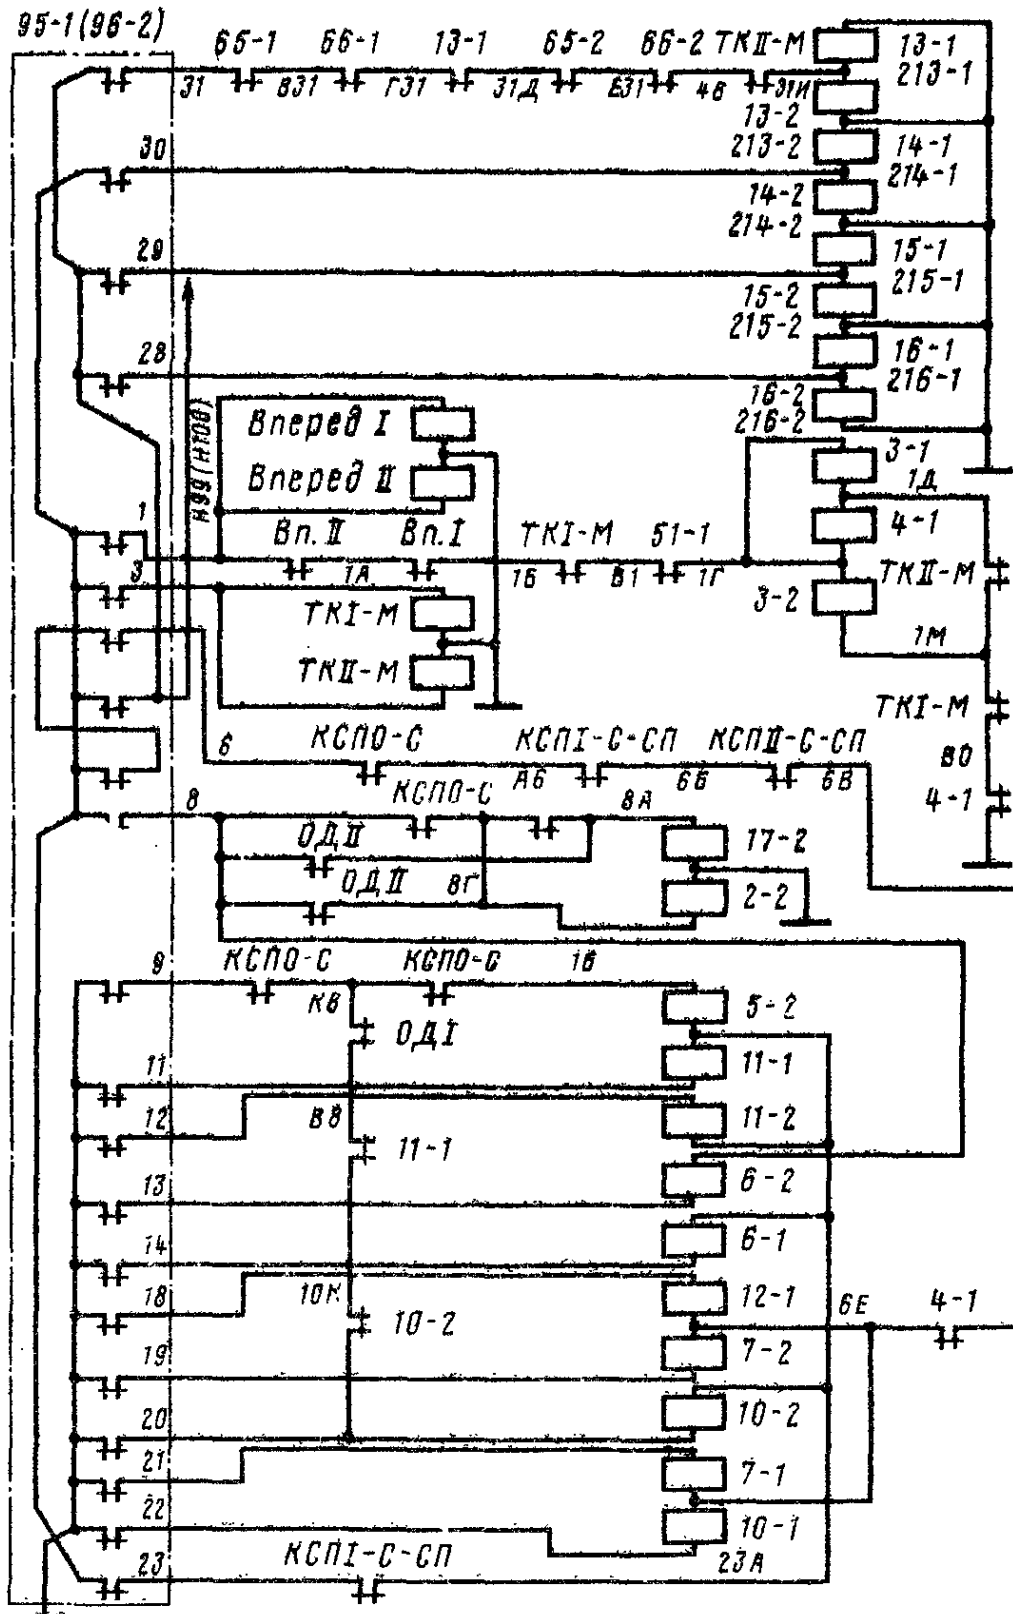 95-1(96-2)
65-1 66-1 13-1 65-2 66-2 ТКII-М
31 В31 Г31 31Д Е31 4В 31И
13-1
213-1
13-2
213-2
30
14-1
214-1
14-2
214-2
29
15-1
215-1
15-2
215-2
28
16-1
216-1
16-2
216-2
Н99(Н100)
Вперед I
Вперед II
3-1
1Д
4-1
1
Вп.II Вп.I ТКI-М 51-1
1А 1Б В1 1Г
ТКII-М
3
3-2
ТКI-М
1М
ТКII-М
ТКI-М
6
КСПО-С КСПI-С-СП КСПII-С-СП
А6 6Б 6В
ВО
4-1
8
КСПО-С
8А
ОДII
17-2
ОДII
8Г
2-2
9
КСПО-С КСПО-С 1В
КВ
5-2
ОДI
11
11-1
12
ВВ
11-2
11-1
13
6-2
14
6-1
18
10К
12-1
6Е
4-1
10-2
19
7-2
20
10-2
21
7-1
22
10-1
23
КСПI-С-СП
23А